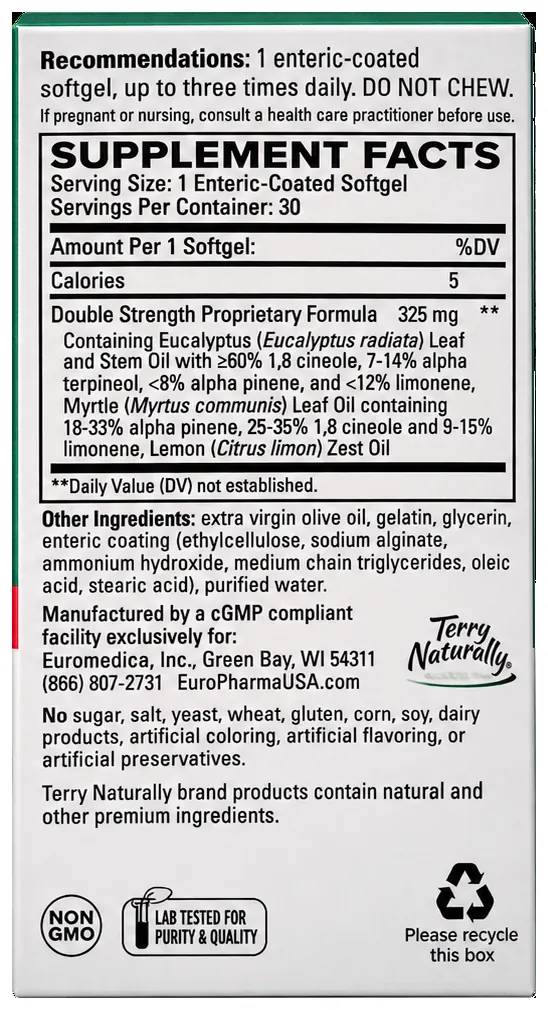 Recommendations: 1 enteric-coated
softgel, up to three times daily. DO NOT CHEW.
If pregnant or nursing, consult a health care practitioner before use.
SUPPLEMENT FACTS
Serving Size: 1 Enteric-Coated Softgel
Servings Per Container: 30
Amount Per 1 Softgel: %DV
Calories 5
Double Strength Proprietary Formula 325 mg **
Containing Eucalyptus (Eucalyptus radiata) Leaf
and Stem Oil with ≥60% 1,8 cineole, 7-14% alpha
terpineol, <8% alpha pinene, and <12% limonene,
Myrtle (Myrtus communis) Leaf Oil containing
18-33% alpha pinene, 25-35% 1,8 cineole and 9-15%
limonene, Lemon (Citrus limon) Zest Oil
**Daily Value (DV) not established.
Other Ingredients: extra virgin olive oil, gelatin, glycerin,
enteric coating (ethylcellulose, sodium alginate,
ammonium hydroxide, medium chain triglycerides, oleic
acid, stearic acid), purified water.
Manufactured by a cGMP compliant
facility exclusively for:
Euromedica, Inc., Green Bay, WI 54311
(866) 807-2731 EuroPharmaUSA.com
Terry
Naturally®
No sugar, salt, yeast, wheat, gluten, corn, soy, dairy
products, artificial coloring, artificial flavoring, or
artificial preservatives.
Terry Naturally brand products contain natural and
other premium ingredients.
NON
GMO
LAB TESTED FOR
PURITY & QUALITY
Please recycle
this box